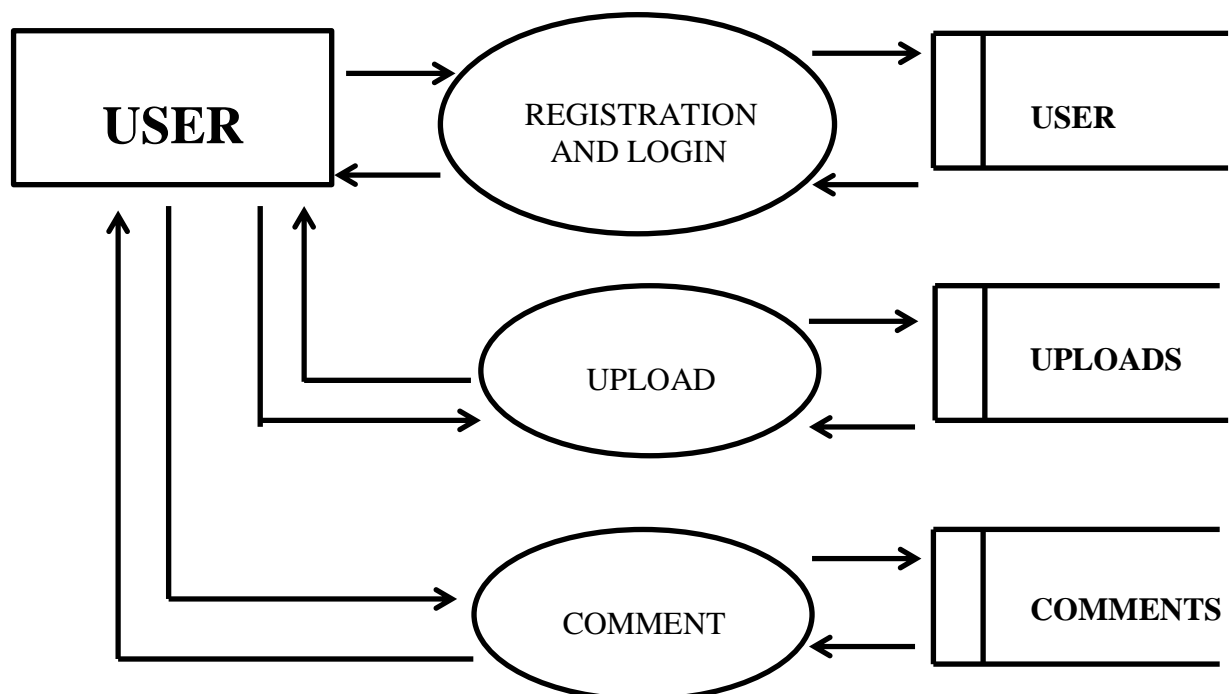 USER
REGISTRATION
AND LOGIN
USER
UPLOAD
UPLOADS
COMMENT
COMMENTS